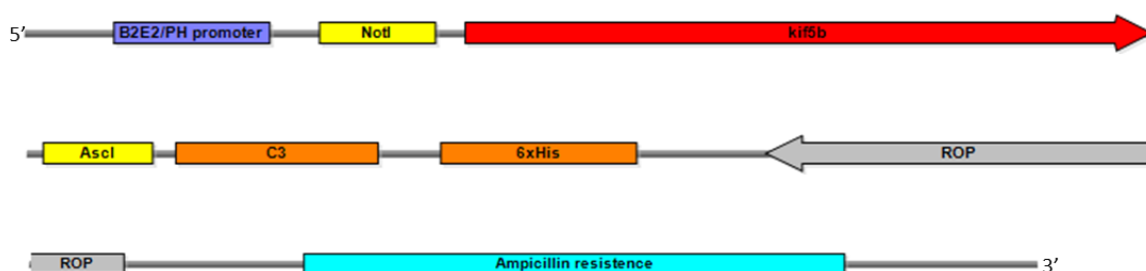 5’ B2E2/PH promoter NotI kif5b
AscI C3 6xHis ROP
ROP Ampicillin resistence 3’